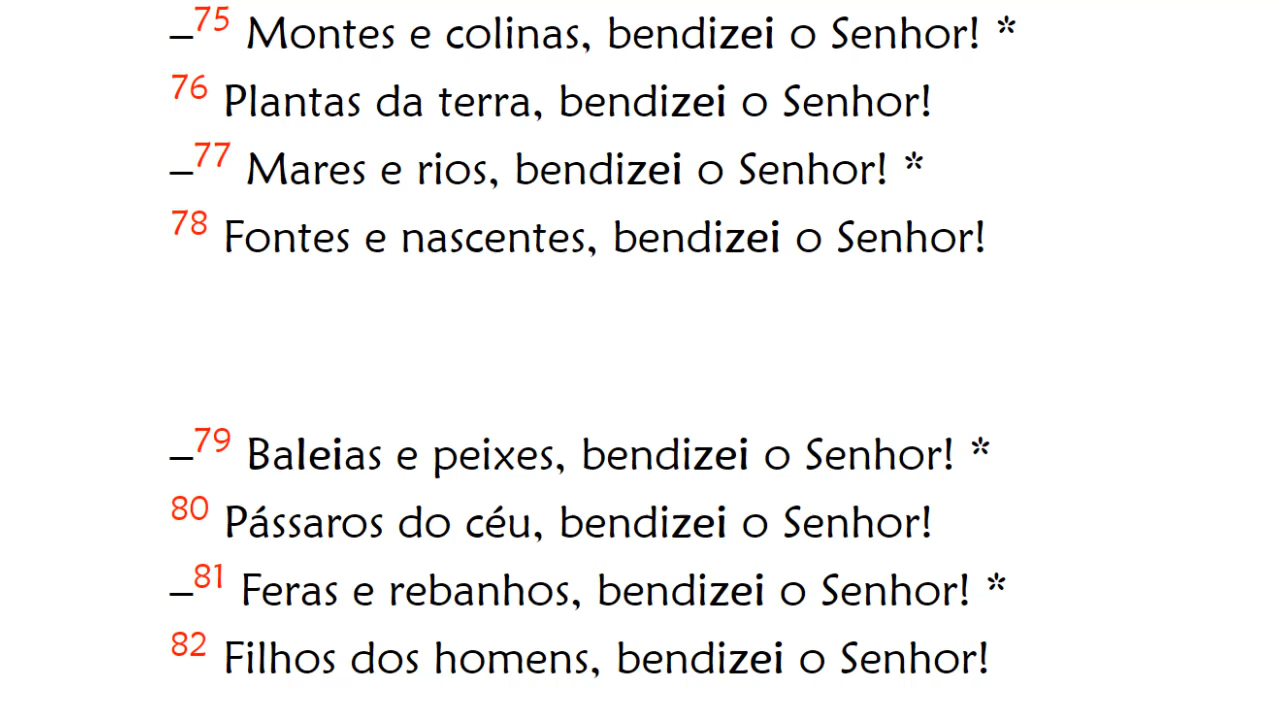 –75 Montes e colinas, bendizei o Senhor! *
76 Plantas da terra, bendizei o Senhor!
–77 Mares e rios, bendizei o Senhor! *
78 Fontes e nascentes, bendizei o Senhor!
–79 Baleias e peixes, bendizei o Senhor! *
80 Pássaros do céu, bendizei o Senhor!
–81 Feras e rebanhos, bendizei o Senhor! *
82 Filhos dos homens, bendizei o Senhor!